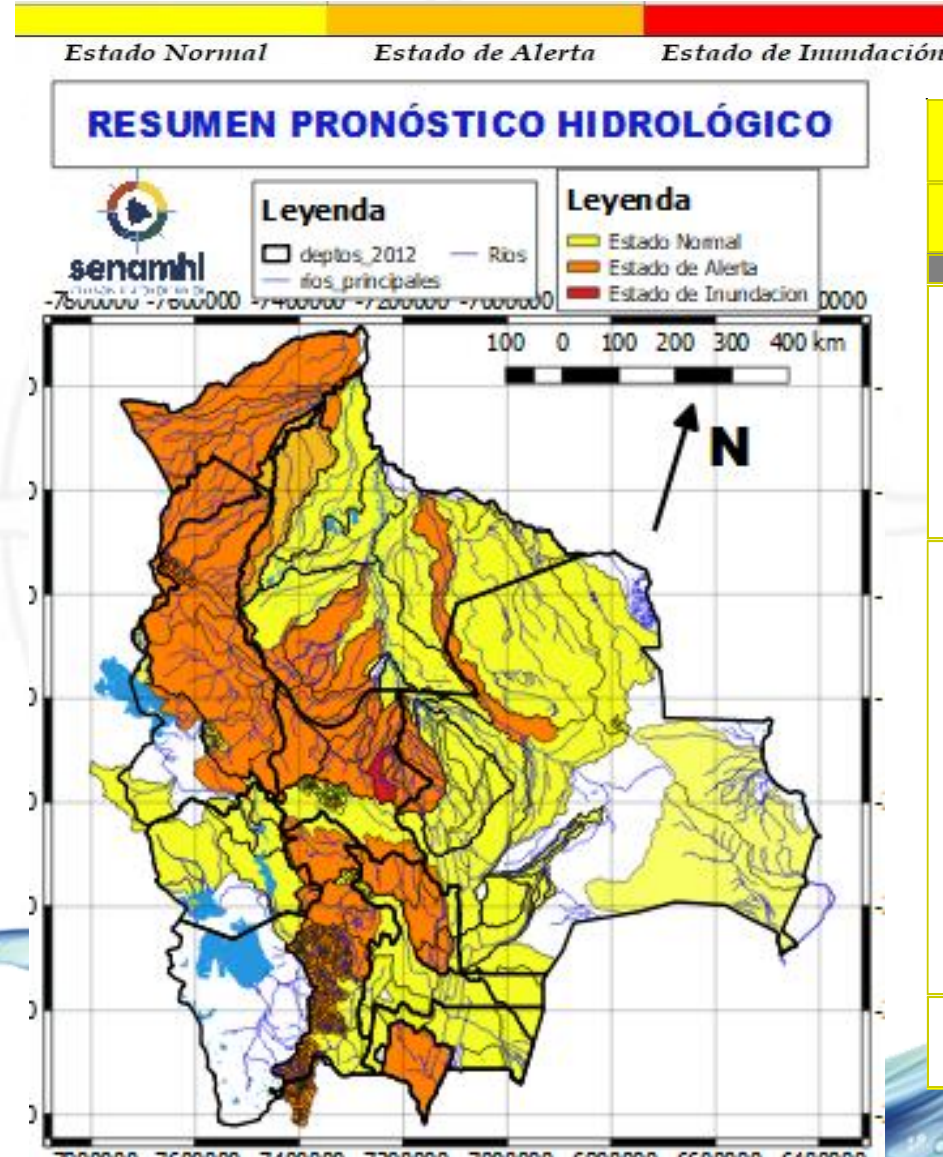 Estado Normal Estado de Alerta Estado de Inundación
RESUMEN PRONÓSTICO HIDROLÓGICO
senamhi
Leyenda
deptos_2012 Rios
rios_principales
Leyenda
Estado Normal
Estado de Alerta
Estado de Inundacion
-7800000 -7600000 -7400000 -7200000 -7000000 0000
100 0 100 200 300 400 km
N